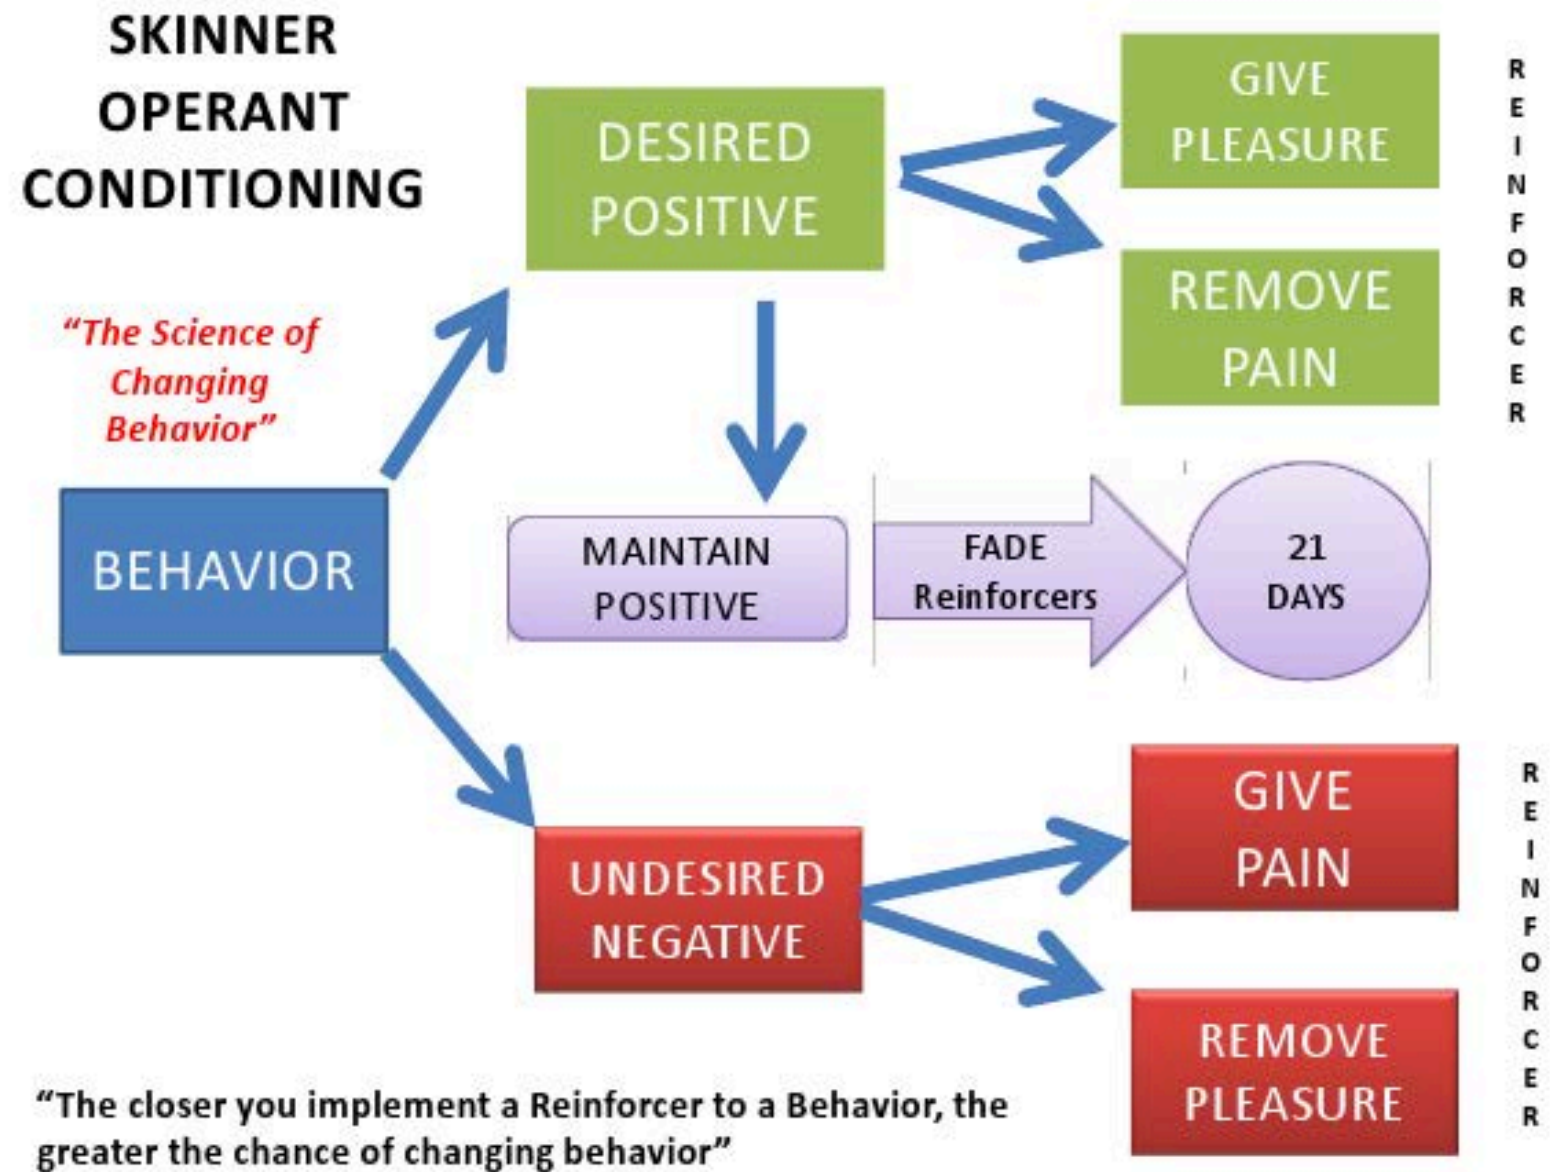 SKINNER
OPERANT
CONDITIONING
“The Science of
Changing
Behavior”
BEHAVIOR
DESIRED
POSITIVE
GIVE
PLEASURE
REMOVE
PAIN
REINFORCER
MAINTAIN
POSITIVE
FADE
Reinforcers
21
DAYS
UNDESIRED
NEGATIVE
GIVE
PAIN
REMOVE
PLEASURE
REINFORCER
“The closer you implement a Reinforcer to a Behavior, the
greater the chance of changing behavior”